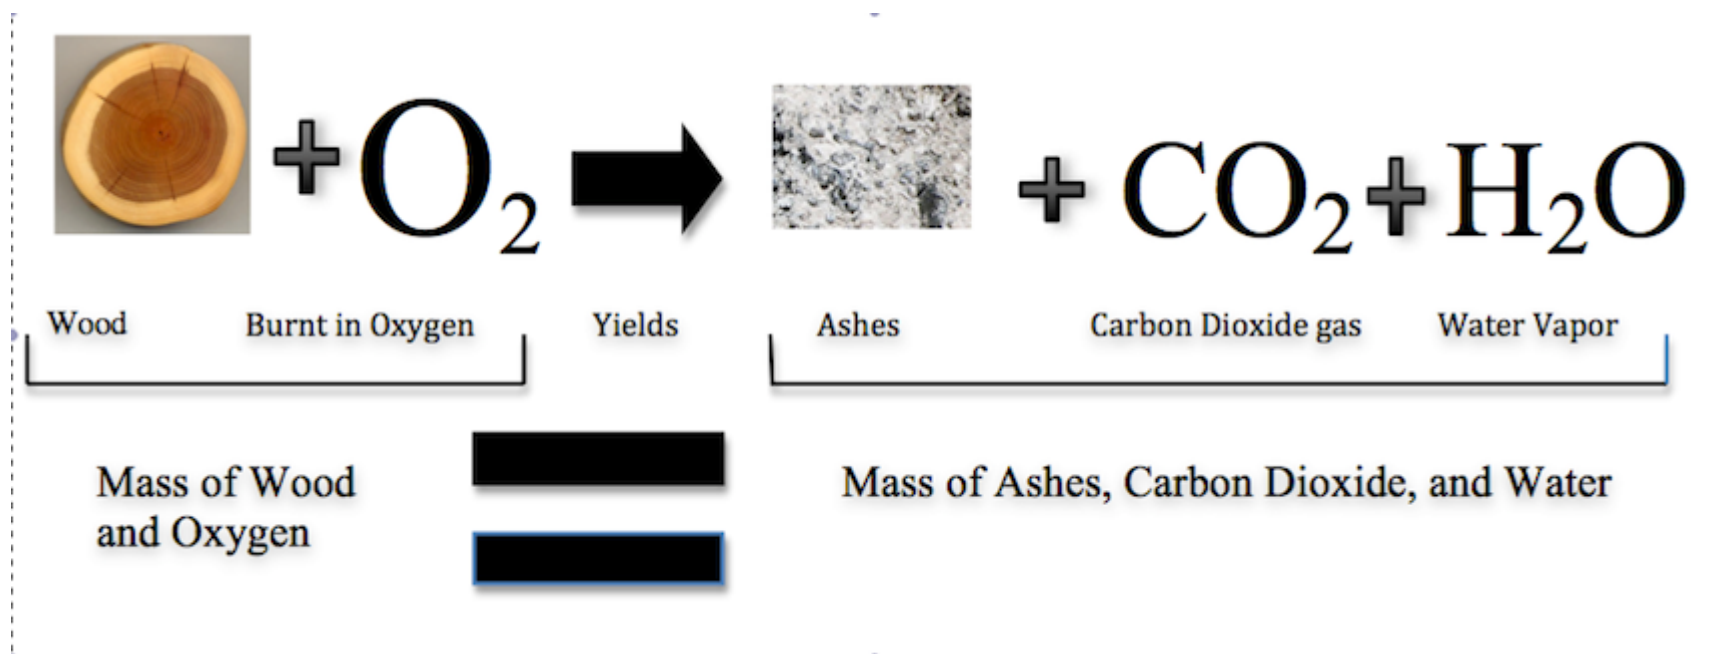 + O₂ + CO₂ + H₂O
Wood Burnt in Oxygen Yields Ashes Carbon Dioxide gas Water Vapor
Mass of Wood
and Oxygen
Mass of Ashes, Carbon Dioxide, and Water